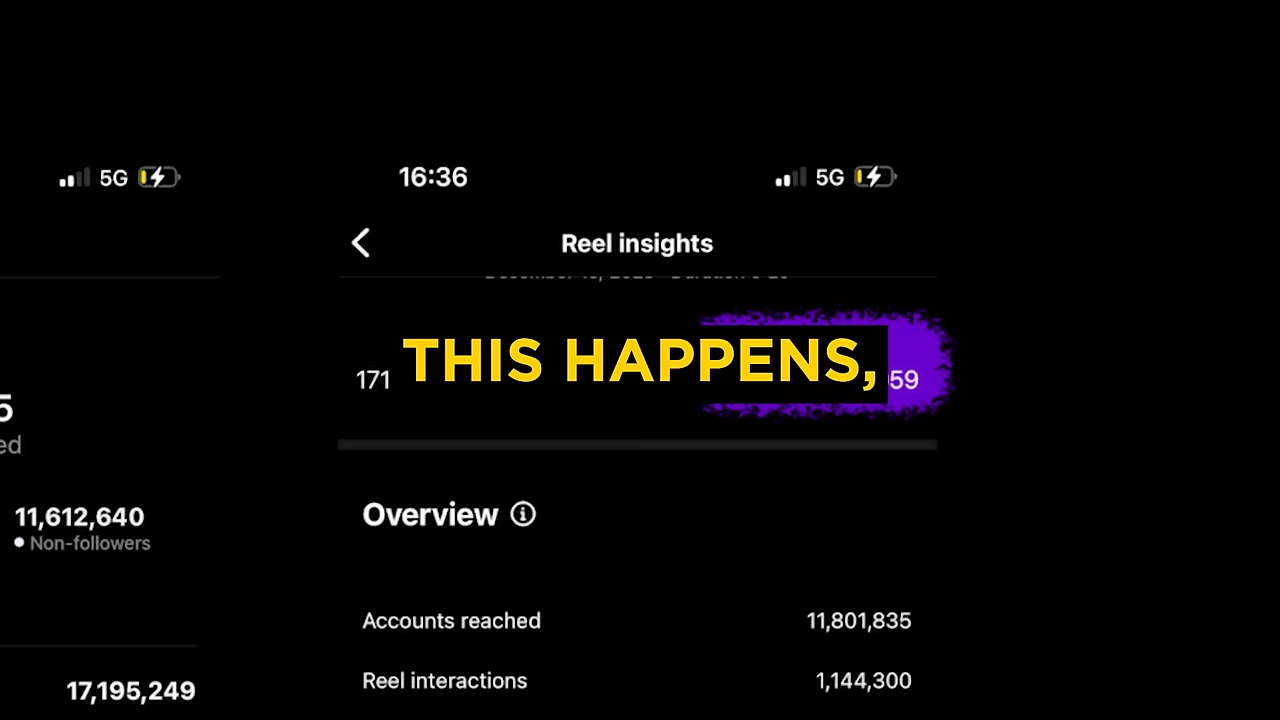 5G
16:36
5G
Reel insights
THIS HAPPENS,
171
59
5
ed
11,612,640
Non-followers
Overview
Accounts reached
11,801,835
Reel interactions
1,144,300
17,195,249